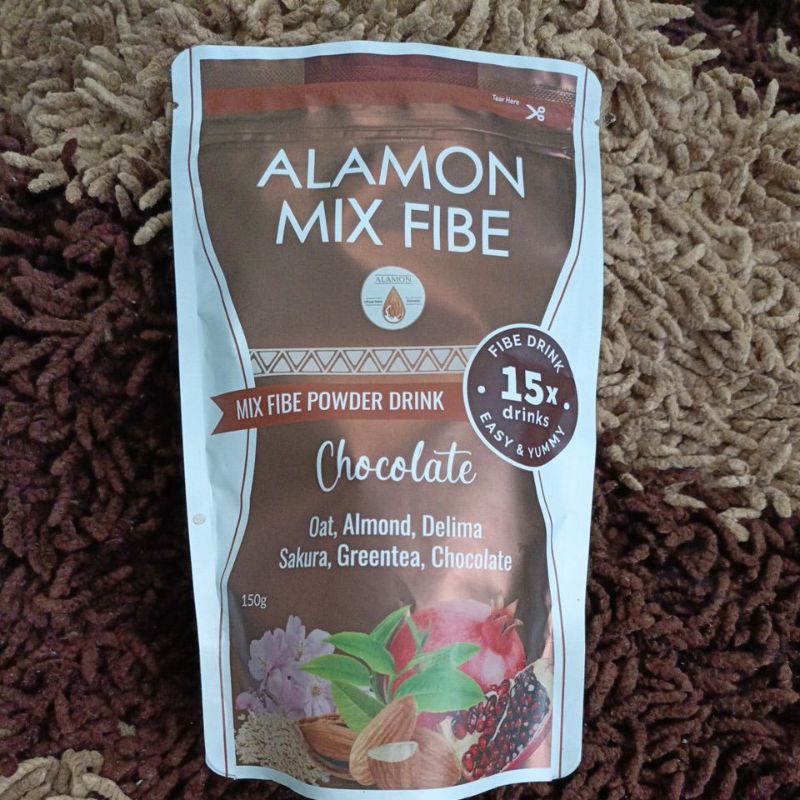 Tear Here
ALAMON
MIX FIBE
ALAMON
FIBE DRINK
15x
drinks
EASY & YUMMY
MIX FIBE POWDER DRINK
Chocolate
Oat, Almond, Delima
Sakura, Greentea, Chocolate
150g